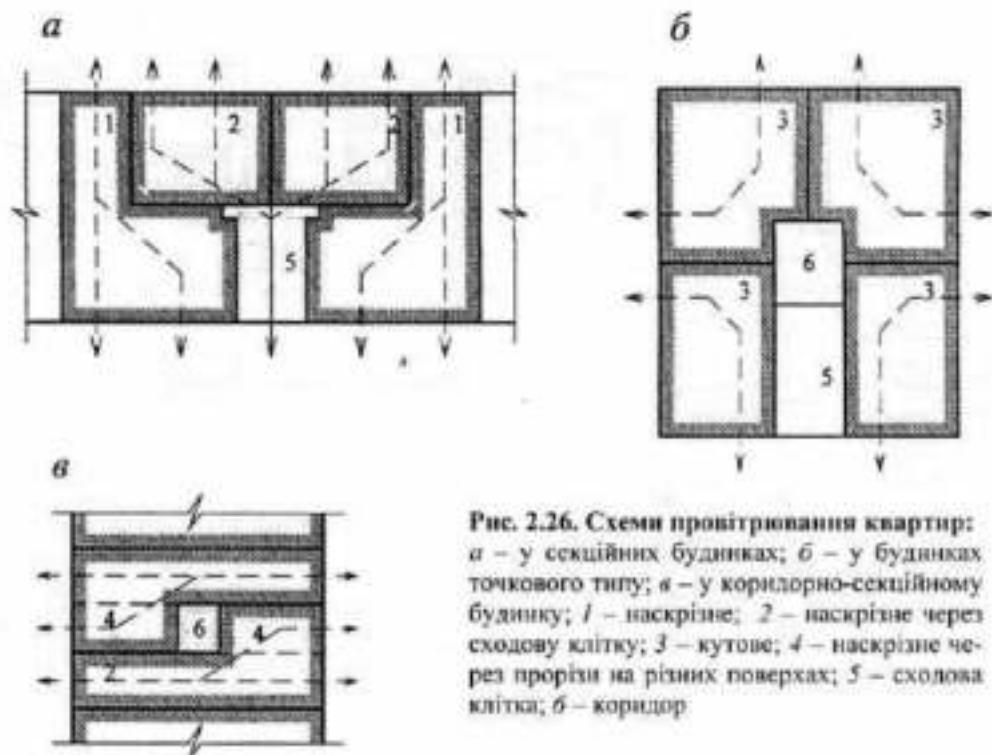 а
б
1
2
2
1
5
3
3
6
3
3
5
в
4
6
4
2
Рис. 2.26. Схеми провітрювання квартир:
а – у секційних будинках; б – у будинках
точкового типу; в – у коридорно-секційному
будинку; 1 – наскрізне; 2 – наскрізне через
сходову клітку; 3 – кутове; 4 – наскрізне че-
рез прорізи на різних поверхах; 5 – сходова
клітка; 6 – коридор